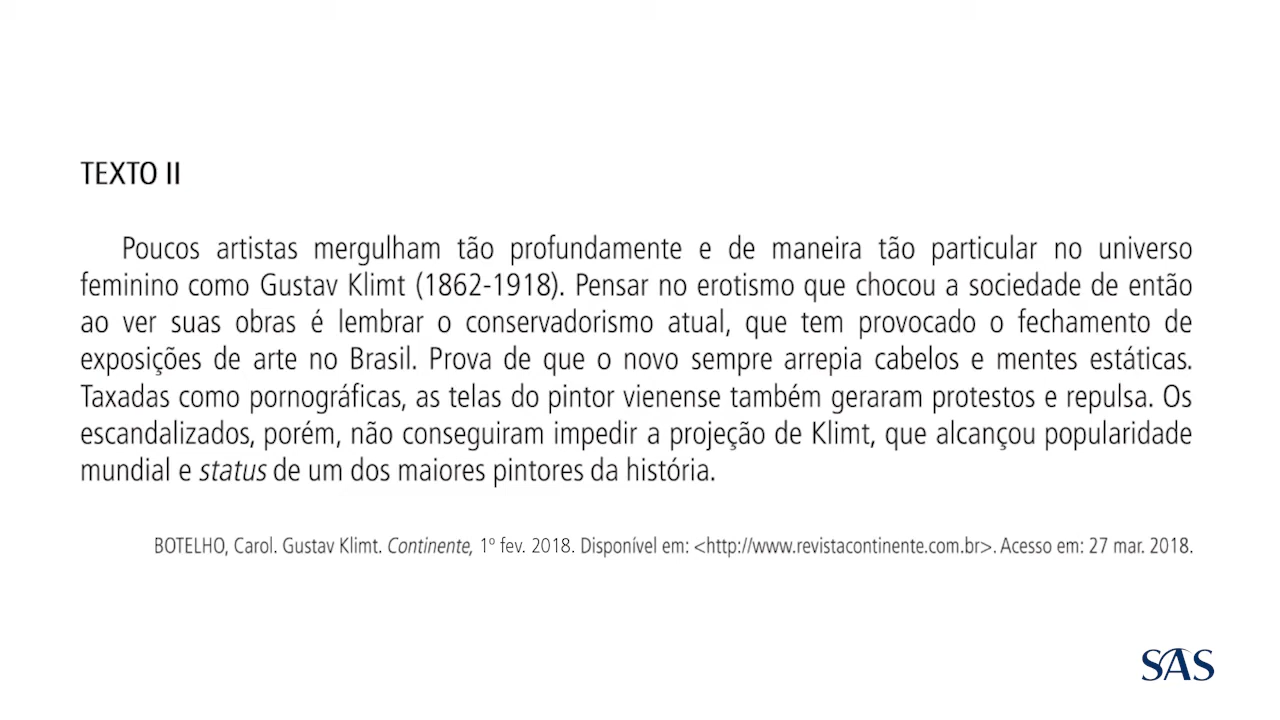 TEXTO II
Poucos artistas mergulham tão profundamente e de maneira tão particular no universo
feminino como Gustav Klimt (1862-1918). Pensar no erotismo que chocou a sociedade de então
ao ver suas obras é lembrar o conservadorismo atual, que tem provocado o fechamento de
exposições de arte no Brasil. Prova de que o novo sempre arrepia cabelos e mentes estáticas.
Taxadas como pornográficas, as telas do pintor vienense também geraram protestos e repulsa. Os
escandalizados, porém, não conseguiram impedir a projeção de Klimt, que alcançou popularidade
mundial e status de um dos maiores pintores da história.
BOTELHO, Carol. Gustav Klimt. Continente, 1º fev. 2018. Disponível em: <http://www.revistacontinente.com.br>. Acesso em: 27 mar. 2018.
SAS